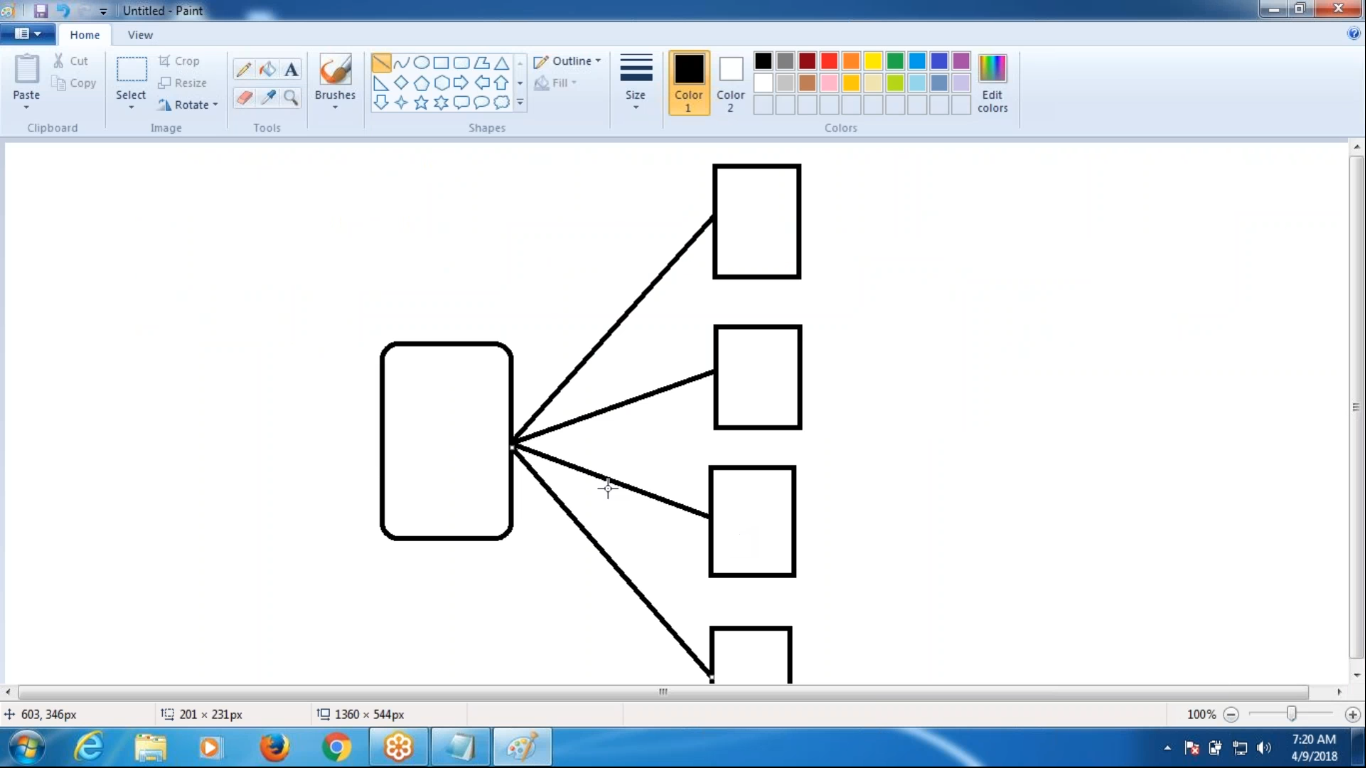 Untitled - Paint
Home View
Paste
Cut
Copy
Clipboard
Select
Crop
Resize
Rotate
Image
A
Tools
Brushes
Outline
Fill
Shapes
Size
Color 1
Color 2
Edit colors
Colors
603, 346px 201 × 231px 1360 × 544px 100%
7:20 AM
4/9/2018